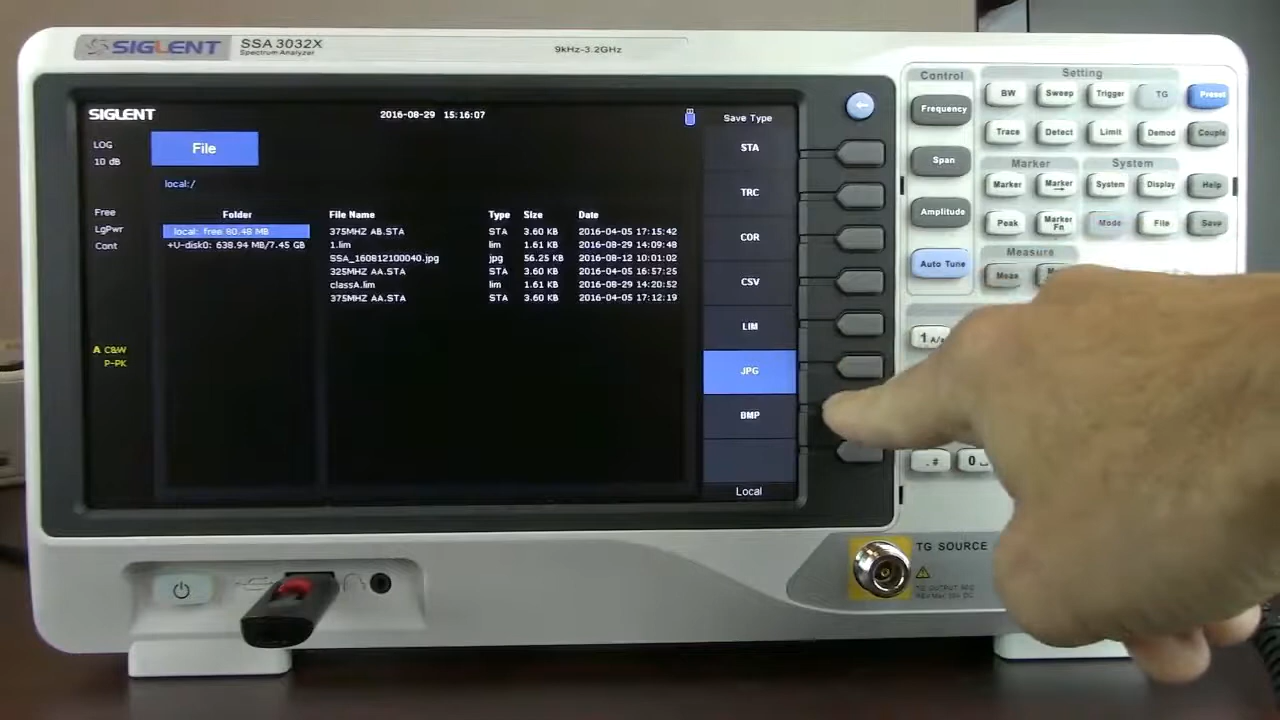 SIGLENT SSA 3032X
Spectrum Analyzer
9kHz-3.2GHz
SIGLENT
2016-08-29 15:16:07
Save Type
LOG
10 dB
File
local:/
Free
LgPwr
Cont
A C&W
P-PK
Folder
local: free 80.48 MB
+U-disk0: 638.94 MB/7.45 GB
File Name Type Size Date
375MHZ AB.STA STA 3.60 KB 2016-04-05 17:15:42
1.lim lim 1.61 KB 2016-08-29 14:09:48
SSA_160812100040.jpg jpg 56.25 KB 2016-08-12 10:01:02
325MHZ AA.STA STA 3.60 KB 2016-04-05 16:57:25
classA.lim lim 1.61 KB 2016-08-29 14:20:52
375MHZ AA.STA STA 3.60 KB 2016-04-05 17:12:19
STA
TRC
COR
CSV
LIM
JPG
BMP
Local
Control
Frequency
Span
Amplitude
Auto Tune
Setting
BW Sweep Trigger TG Preset
Trace Detect Limit Demod Couple
Marker System
Marker Marker System Display Help
Peak Marker Fn Mode File Save
Measure
Meas
1
.#
0
TG SOURCE